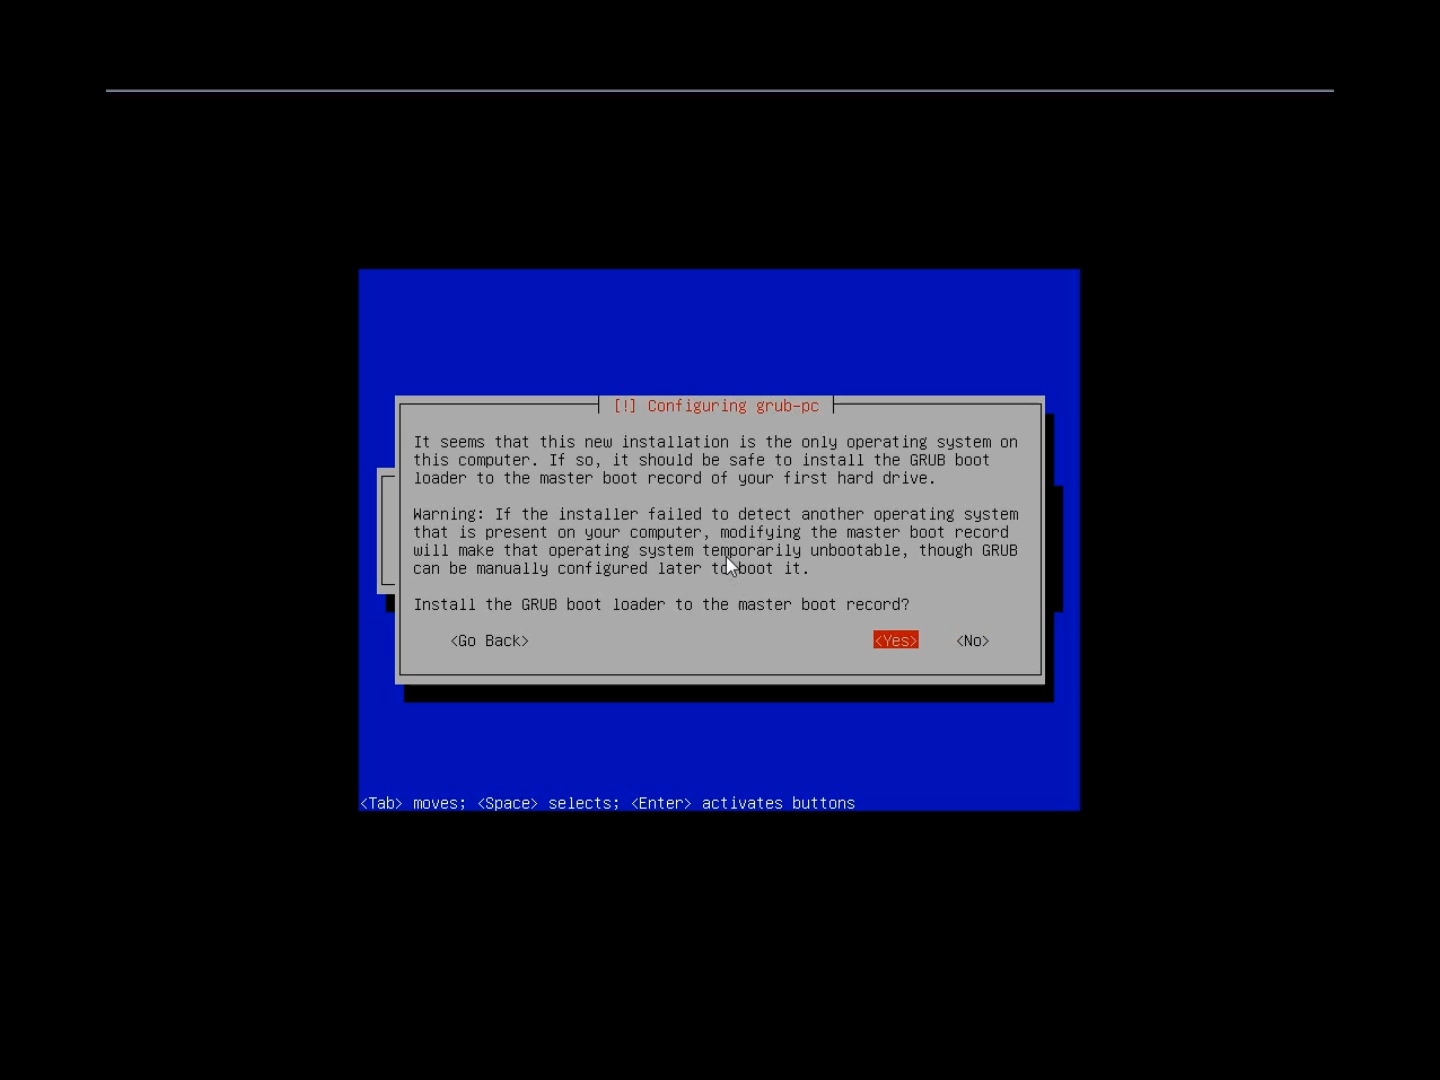 [!] Configuring grub-pc
It seems that this new installation is the only operating system on
this computer. If so, it should be safe to install the GRUB boot
loader to the master boot record of your first hard drive.
Warning: If the installer failed to detect another operating system
that is present on your computer, modifying the master boot record
will make that operating system temporarily unbootable, though GRUB
can be manually configured later to boot it.
Install the GRUB boot loader to the master boot record?
<Go Back> <Yes> <No>
<Tab> moves; <Space> selects; <Enter> activates buttons